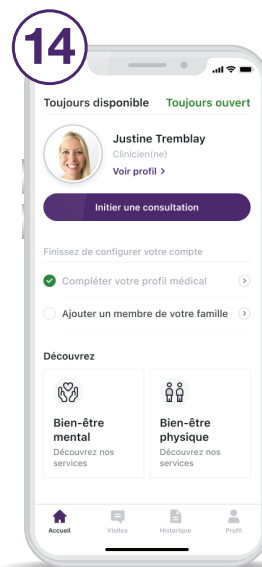 14
Toujours disponible Toujours ouvert
Justine Tremblay
Clinicien(ne)
Voir profil >
Initier une consultation
Finissez de configurer votre compte
Compléter votre profil médical
Ajouter un membre de votre famille
Découvrez
Bien-être mental
Découvrez nos services
Bien-être physique
Découvrez nos services
Accueil Visites Historique Profil